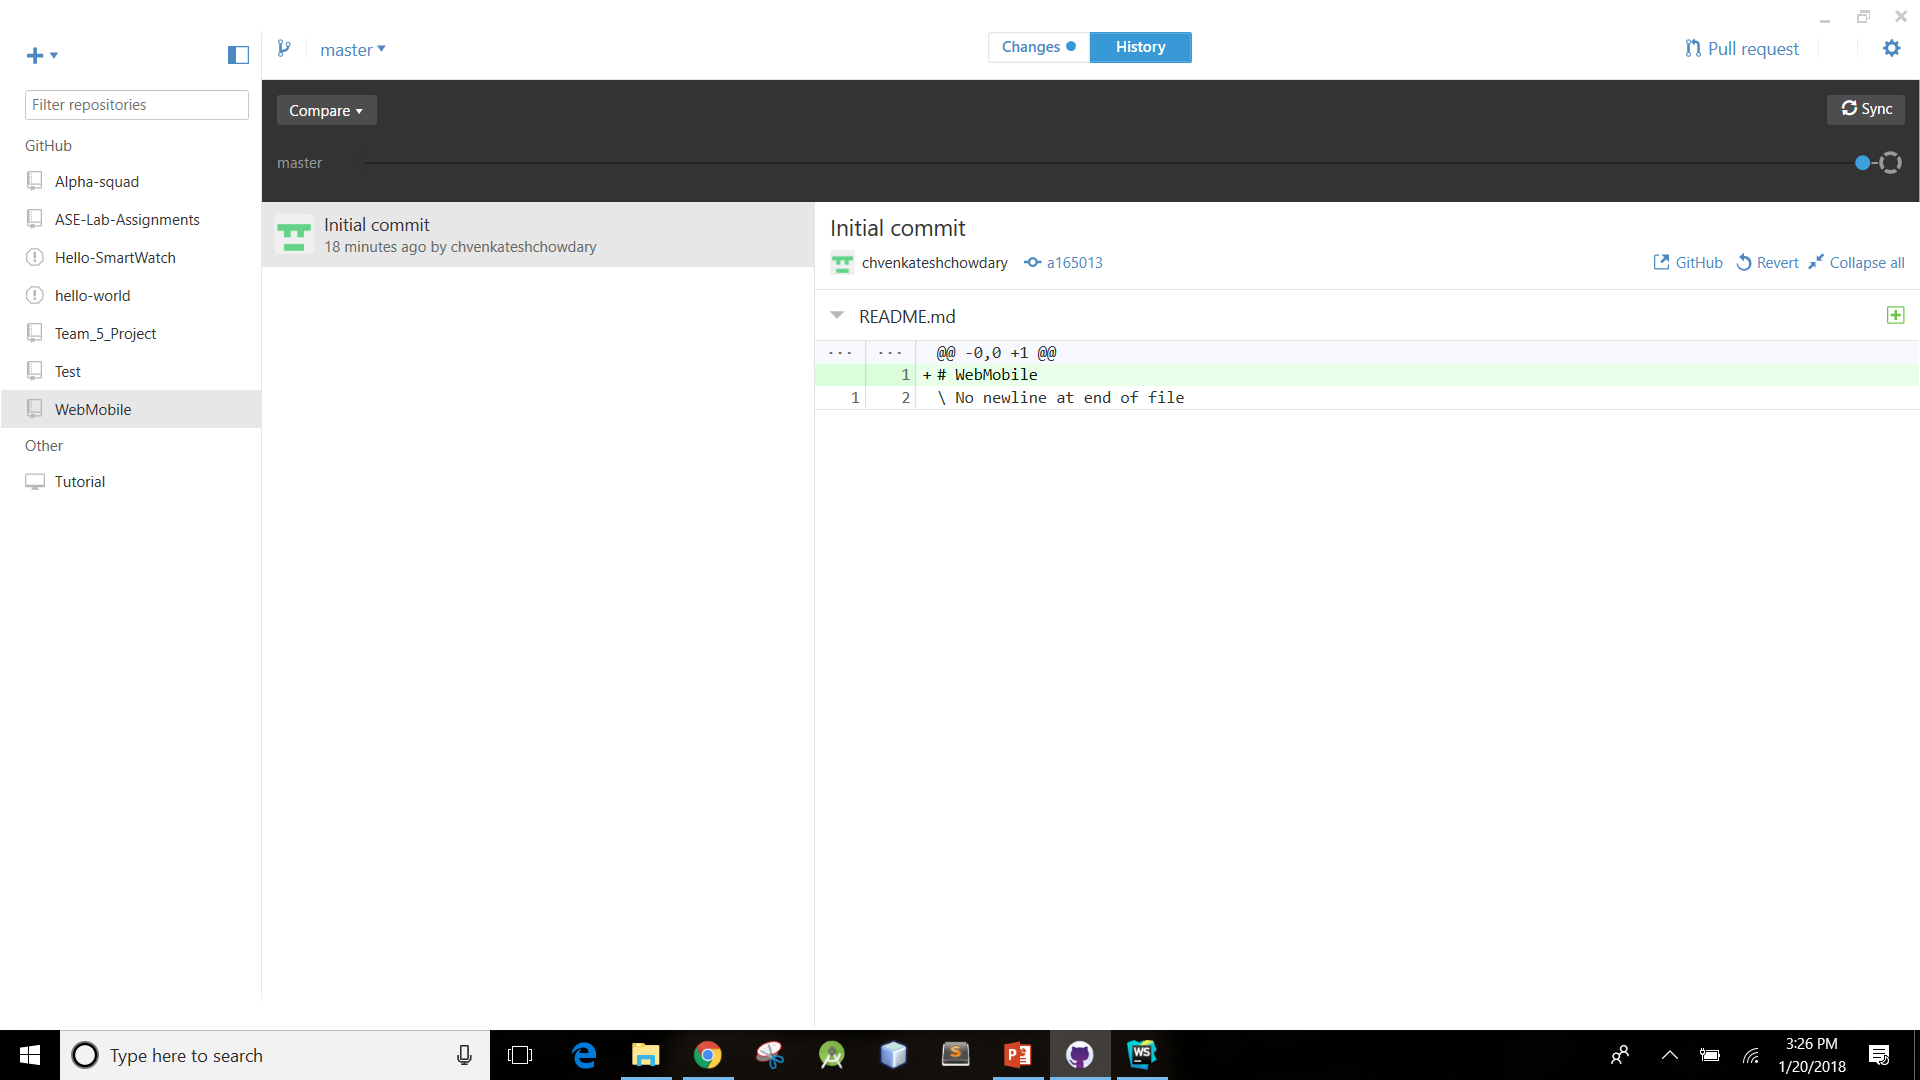 master
Changes
History
Pull request
Filter repositories
GitHub
Alpha-squad
ASE-Lab-Assignments
Hello-SmartWatch
hello-world
Team_5_Project
Test
WebMobile
Other
Tutorial
Compare
Sync
master
Initial commit
18 minutes ago by chvenkateshchowdary
Initial commit
chvenkateshchowdary a165013
GitHub Revert Collapse all
README.md
... ... @@ -0,0 +1 @@
1 + # WebMobile
1 2 \ No newline at end of file
Type here to search
S
P
WS
3:26 PM
1/20/2018